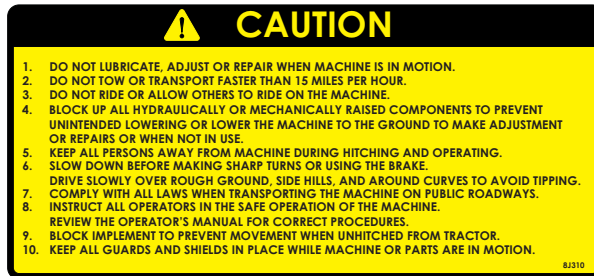 CAUTION
1. DO NOT LUBRICATE, ADJUST OR REPAIR WHEN MACHINE IS IN MOTION.
2. DO NOT TOW OR TRANSPORT FASTER THAN 15 MILES PER HOUR.
3. DO NOT RIDE OR ALLOW OTHERS TO RIDE ON THE MACHINE.
4. BLOCK UP ALL HYDRAULICALLY OR MECHANICALLY RAISED COMPONENTS TO PREVENT
UNINTENDED LOWERING OR LOWER THE MACHINE TO THE GROUND TO MAKE ADJUSTMENT
OR REPAIRS OR WHEN NOT IN USE.
5. KEEP ALL PERSONS AWAY FROM MACHINE DURING HITCHING AND OPERATING.
6. SLOW DOWN BEFORE MAKING SHARP TURNS OR USING THE BRAKE.
DRIVE SLOWLY OVER ROUGH GROUND, SIDE HILLS, AND AROUND CURVES TO AVOID TIPPING.
7. COMPLY WITH ALL LAWS WHEN TRANSPORTING THE MACHINE ON PUBLIC ROADWAYS.
8. INSTRUCT ALL OPERATORS IN THE SAFE OPERATION OF THE MACHINE.
REVIEW THE OPERATOR'S MANUAL FOR CORRECT PROCEDURES.
9. BLOCK IMPLEMENT TO PREVENT MOVEMENT WHEN UNHITCHED FROM TRACTOR.
10. KEEP ALL GUARDS AND SHIELDS IN PLACE WHILE MACHINE OR PARTS ARE IN MOTION.
8J310